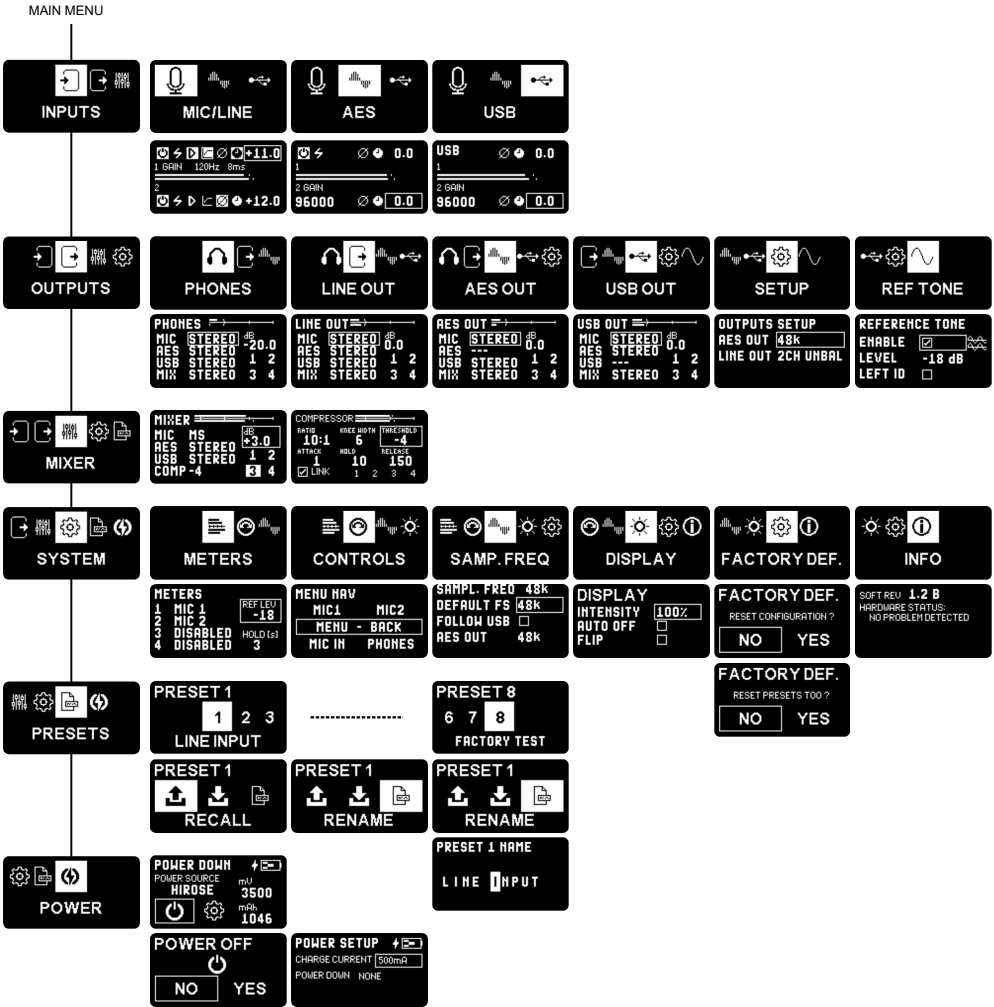 MAIN MENU
INPUTS
MIC/LINE
AES
USB
+11.0
1 GAIN 120Hz 8ms
2
+12.0
0.0
1
2 GAIN
96000 0.0
USB 0.0
1
2 GAIN
96000 0.0
OUTPUTS
PHONES
LINE OUT
AES OUT
USB OUT
SETUP
REF TONE
PHONES
MIC STEREO dB
AES STEREO -20.0
USB STEREO 1 2
MIX STEREO 3 4
LINE OUT
MIC STEREO dB
AES STEREO 0.0
USB STEREO 1 2
MIX STEREO 3 4
AES OUT
MIC STEREO dB
AES --- 0.0
USB STEREO 1 2
MIX STEREO 3 4
USB OUT
MIC STEREO dB
AES STEREO 0.0
USB --- 1 2
MIX STEREO 3 4
OUTPUTS SETUP
AES OUT 48k
LINE OUT 2CH UNBAL
REFERENCE TONE
ENABLE
LEVEL -18 dB
LEFT ID
MIXER
MIXER
MIC MS dB
AES STEREO +3.0
USB STEREO 1 2
COMP -4 3 4
COMPRESSOR
RATIO KNEE WIDTH THRESHOLD
10:1 6 -4
ATTACK HOLD RELEASE
1 10 150
LINK 1 2 3 4
SYSTEM
METERS
CONTROLS
SAMP. FREQ
DISPLAY
FACTORY DEF.
INFO
METERS
1 MIC 1 REF LEV
2 MIC 2 -18
3 DISABLED HOLD [s]
4 DISABLED 3
MENU NAV
MIC1 MIC2
MENU - BACK
MIC IN PHONES
SAMPL. FREQ 48k
DEFAULT FS 48k
FOLLOW USB
AES OUT 48k
DISPLAY
INTENSITY 100%
AUTO OFF
FLIP
FACTORY DEF.
RESET CONFIGURATION ?
NO YES
SOFT REV 1.2 B
HARDWARE STATUS:
NO PROBLEM DETECTED
FACTORY DEF.
RESET PRESETS TOO ?
NO YES
PRESETS
PRESET 1
1 2 3
LINE INPUT
PRESET 8
6 7 8
FACTORY TEST
PRESET 1
RECALL
PRESET 1
RENAME
PRESET 1
RENAME
PRESET 1 NAME
LINE INPUT
POWER
POWER DOWN
POWER SOURCE mV
HIROSE 3500
mAh
1046
POWER OFF
NO YES
POWER SETUP
CHARGE CURRENT 500mA
POWER DOWN NONE